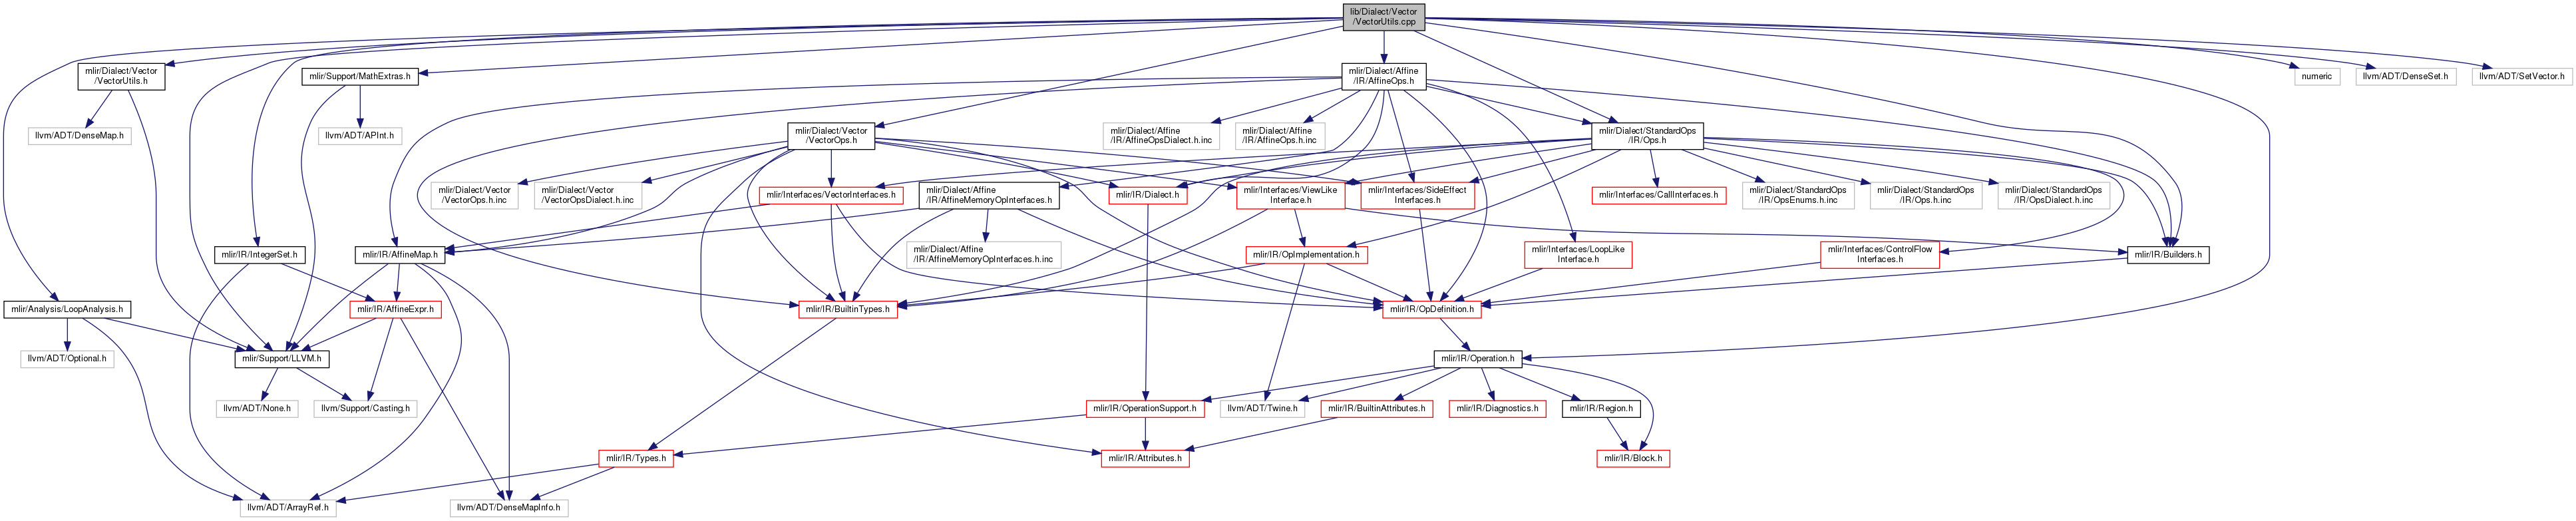 lib/Dialect/Vector
/VectorUtils.cpp
mlir/Dialect/Vector
/VectorUtils.h
mlir/Support/MathExtras.h
mlir/Dialect/Affine
/IR/AffineOps.h
numeric
llvm/ADT/DenseSet.h
llvm/ADT/SetVector.h
llvm/ADT/DenseMap.h
llvm/ADT/APInt.h
mlir/Dialect/Vector
/VectorOps.h
mlir/Dialect/Affine
/IR/AffineOpsDialect.h.inc
mlir/Dialect/Affine
/IR/AffineOps.h.inc
mlir/Dialect/StandardOps
/IR/Ops.h
mlir/Dialect/Vector
/VectorOps.h.inc
mlir/Dialect/Vector
/VectorOpsDialect.h.inc
mlir/Interfaces/VectorInterfaces.h
mlir/Dialect/Affine
/IR/AffineMemoryOpInterfaces.h
mlir/IR/Dialect.h
mlir/Interfaces/ViewLike
Interface.h
mlir/Interfaces/SideEffect
Interfaces.h
mlir/Interfaces/CallInterfaces.h
mlir/Dialect/StandardOps
/IR/OpsEnums.h.inc
mlir/Dialect/StandardOps
/IR/Ops.h.inc
mlir/Dialect/StandardOps
/IR/OpsDialect.h.inc
mlir/IR/IntegerSet.h
mlir/IR/AffineMap.h
mlir/Dialect/Affine
/IR/AffineMemoryOpInterfaces.h.inc
mlir/IR/OpImplementation.h
mlir/Interfaces/LoopLike
Interface.h
mlir/Interfaces/ControlFlow
Interfaces.h
mlir/IR/Builders.h
mlir/Analysis/LoopAnalysis.h
mlir/IR/AffineExpr.h
mlir/IR/BuiltinTypes.h
mlir/IR/OpDefinition.h
llvm/ADT/Optional.h
mlir/Support/LLVM.h
mlir/IR/Operation.h
llvm/ADT/None.h
llvm/Support/Casting.h
mlir/IR/OperationSupport.h
llvm/ADT/Twine.h
mlir/IR/BuiltinAttributes.h
mlir/IR/Diagnostics.h
mlir/IR/Region.h
mlir/IR/Types.h
mlir/IR/Attributes.h
mlir/IR/Block.h
llvm/ADT/ArrayRef.h
llvm/ADT/DenseMapInfo.h